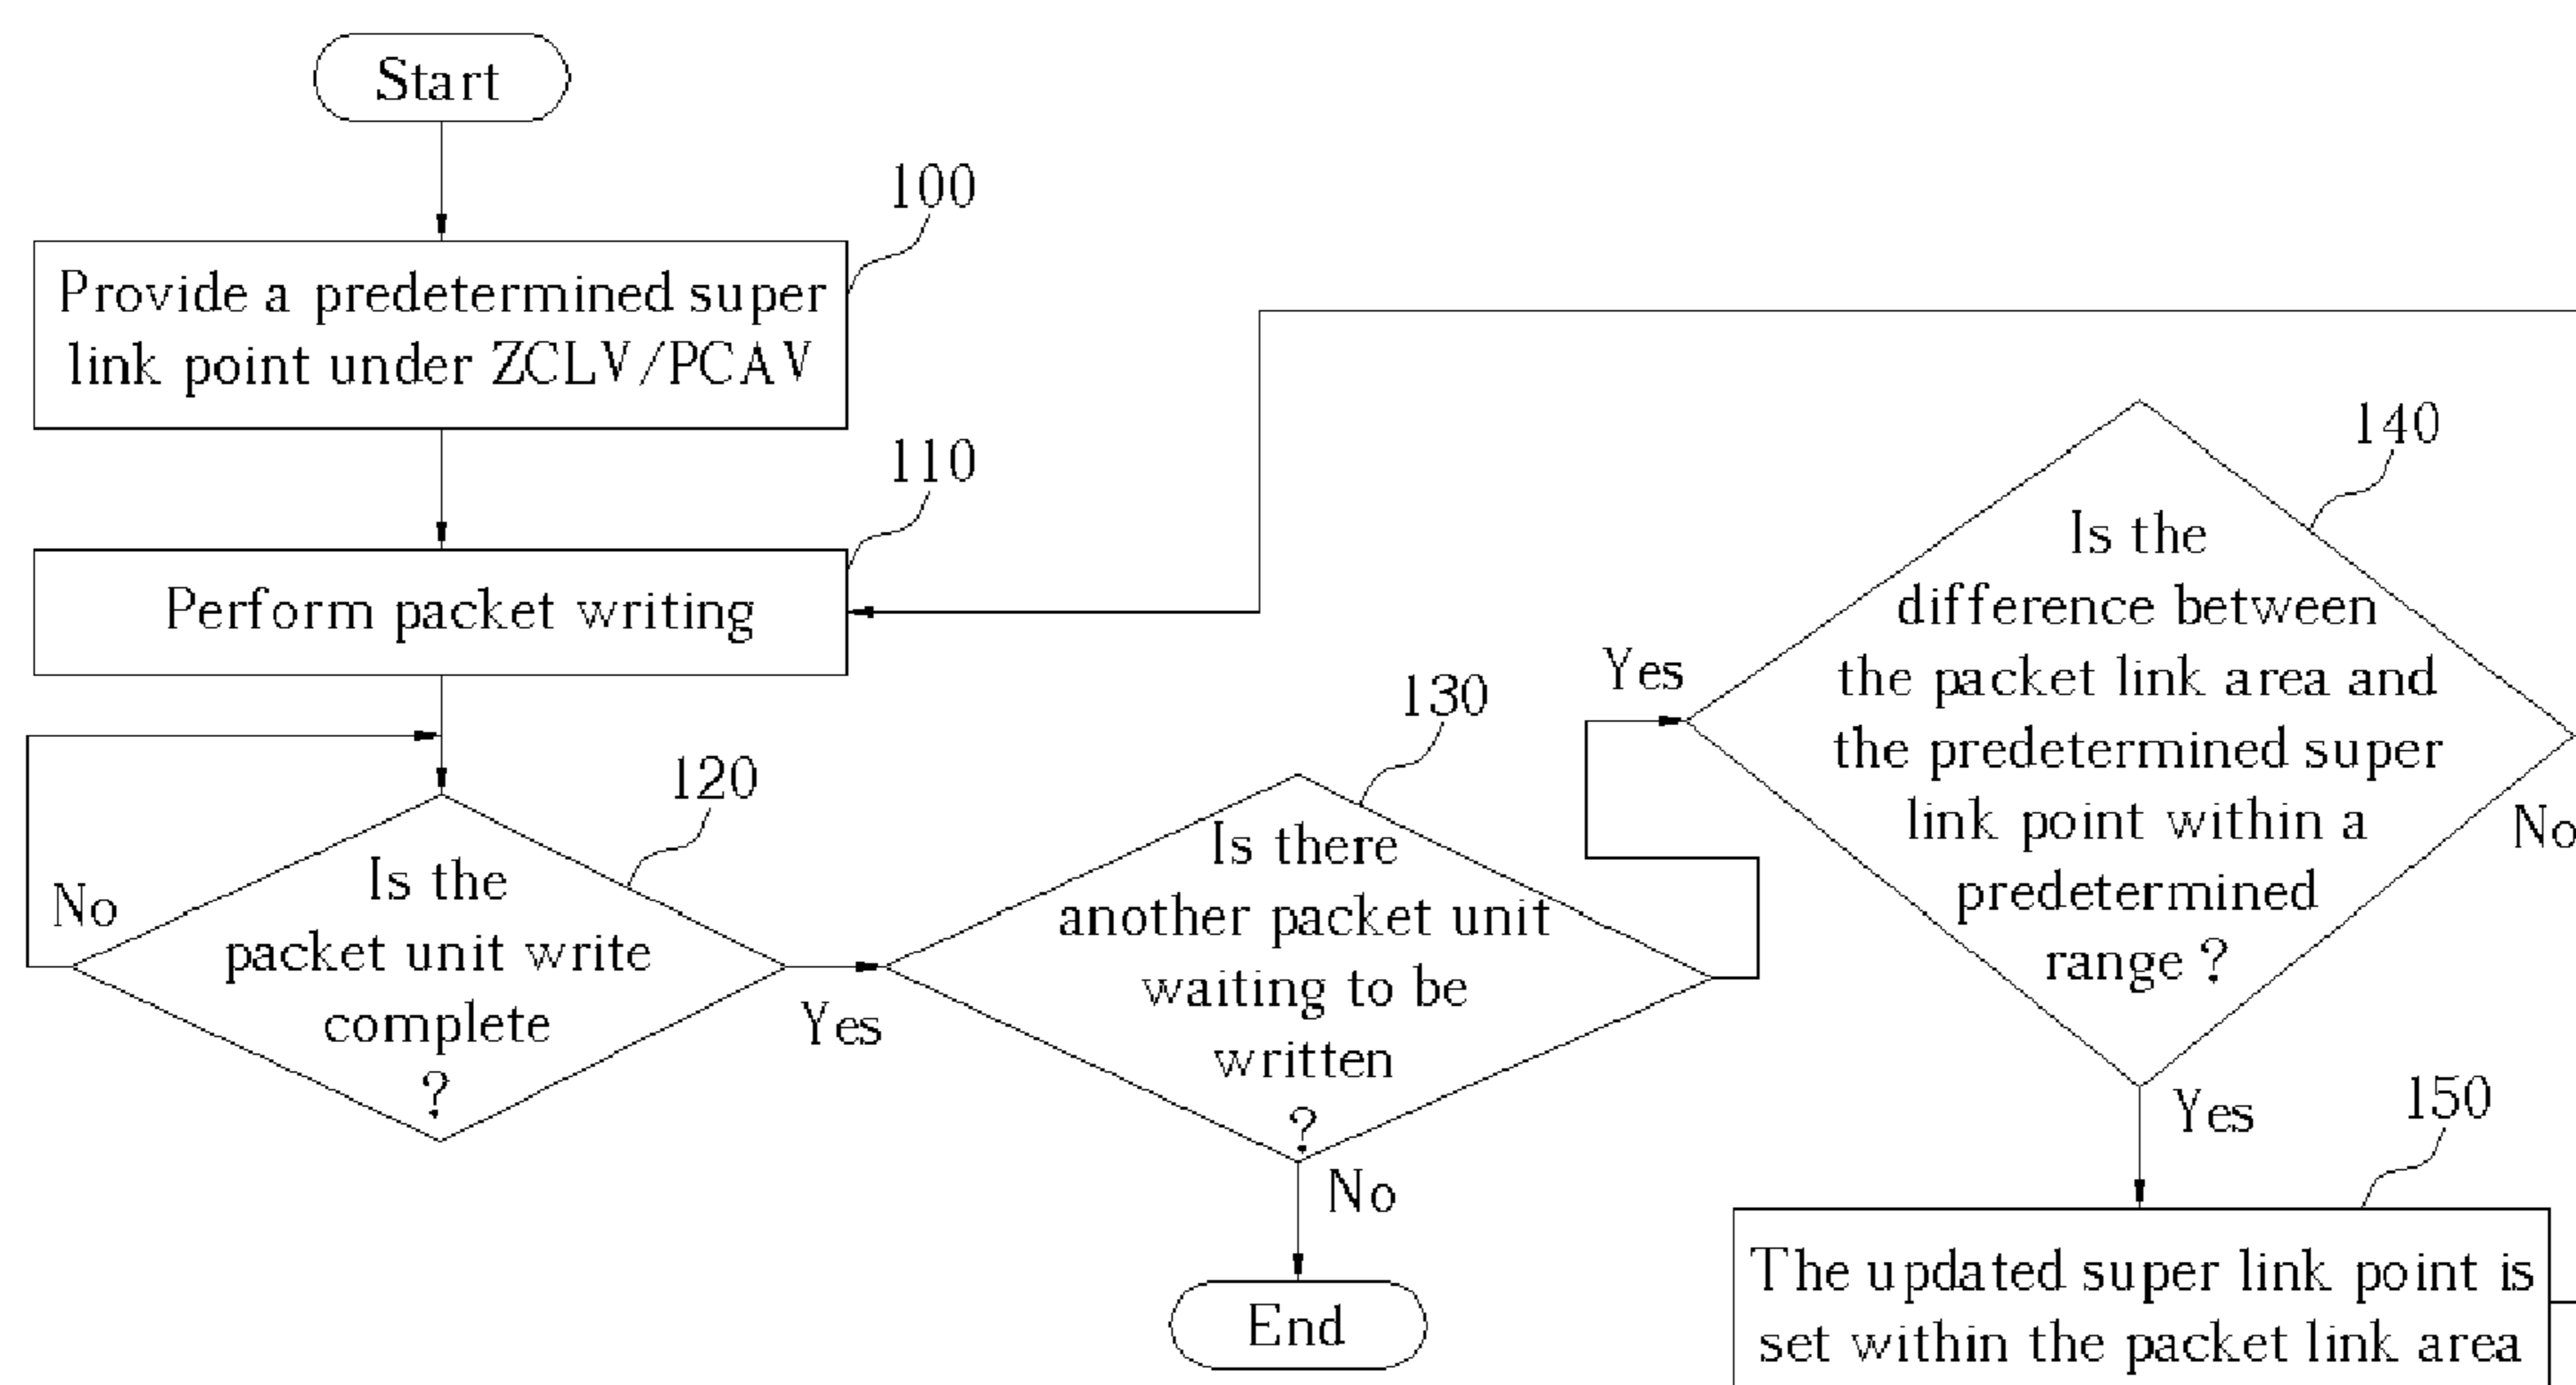 Start
100
Provide a predetermined super
link point under ZCLV/PCAV
110
Perform packet writing
120
No
Is the
packet unit write
complete
?
Yes
130
Is there
another packet unit
waiting to be
written
?
No
End
Yes
140
Is the
difference between
the packet link area and
the predetermined super
link point within a
predetermined
range ?
No
Yes
150
The updated super link point is
set within the packet link area